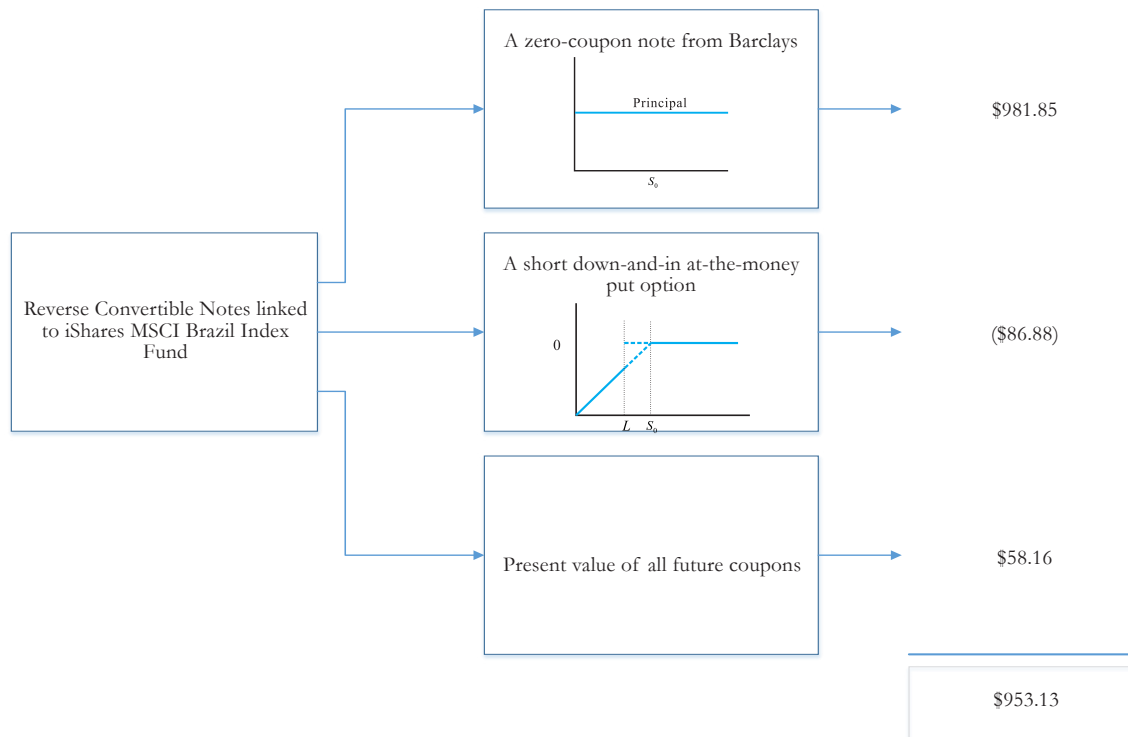 A zero-coupon note from Barclays
Principal
S₀
$981.85
Reverse Convertible Notes linked
to iShares MSCI Brazil Index
Fund
A short down-and-in at-the-money
put option
0
L S₀
($86.88)
Present value of all future coupons
$58.16
$953.13